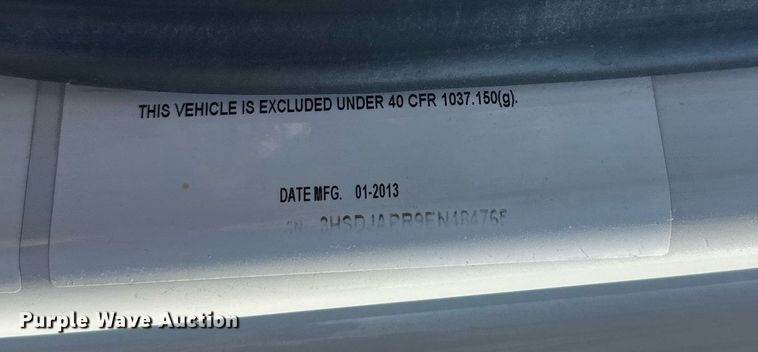 THIS VEHICLE IS EXCLUDED UNDER 40 CFR 1037.150(g).
DATE MFG. 01-2013
Purple Wave Auction